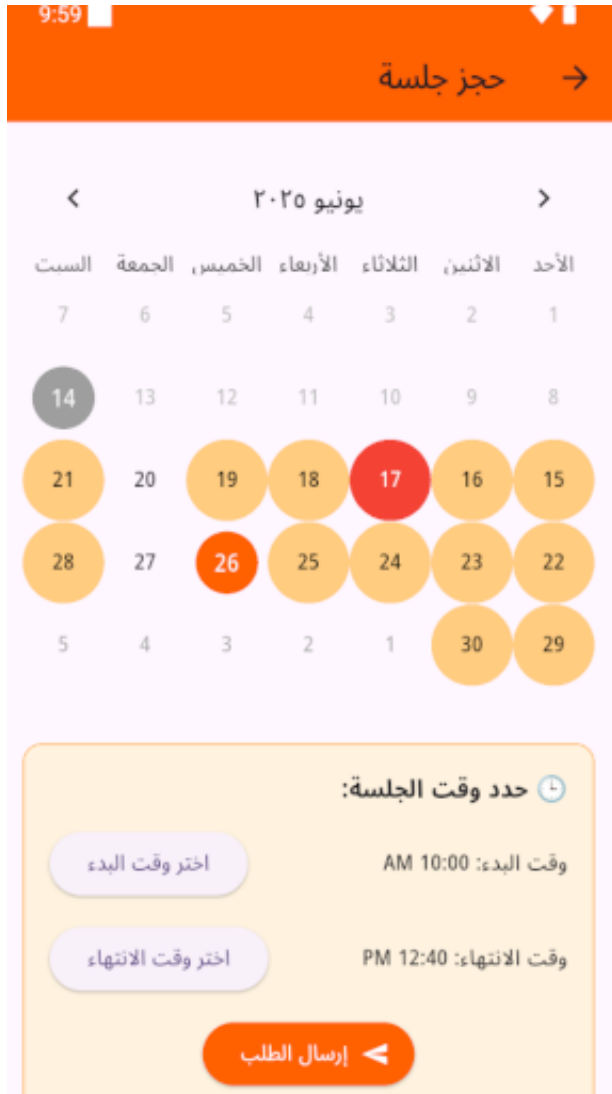 9:59
حجز جلسة
يونيو ٢٠٢٥
الأحد الاثنين الثلاثاء الأربعاء الخميس الجمعة السبت
1 2 3 4 5 6 7
8 9 10 11 12 13 14
15 16 17 18 19 20 21
22 23 24 25 26 27 28
29 30 1 2 3 4 5
حدد وقت الجلسة:
وقت البدء: 10:00 AM اختر وقت البدء
وقت الانتهاء: 12:40 PM اختر وقت الانتهاء
إرسال الطلب